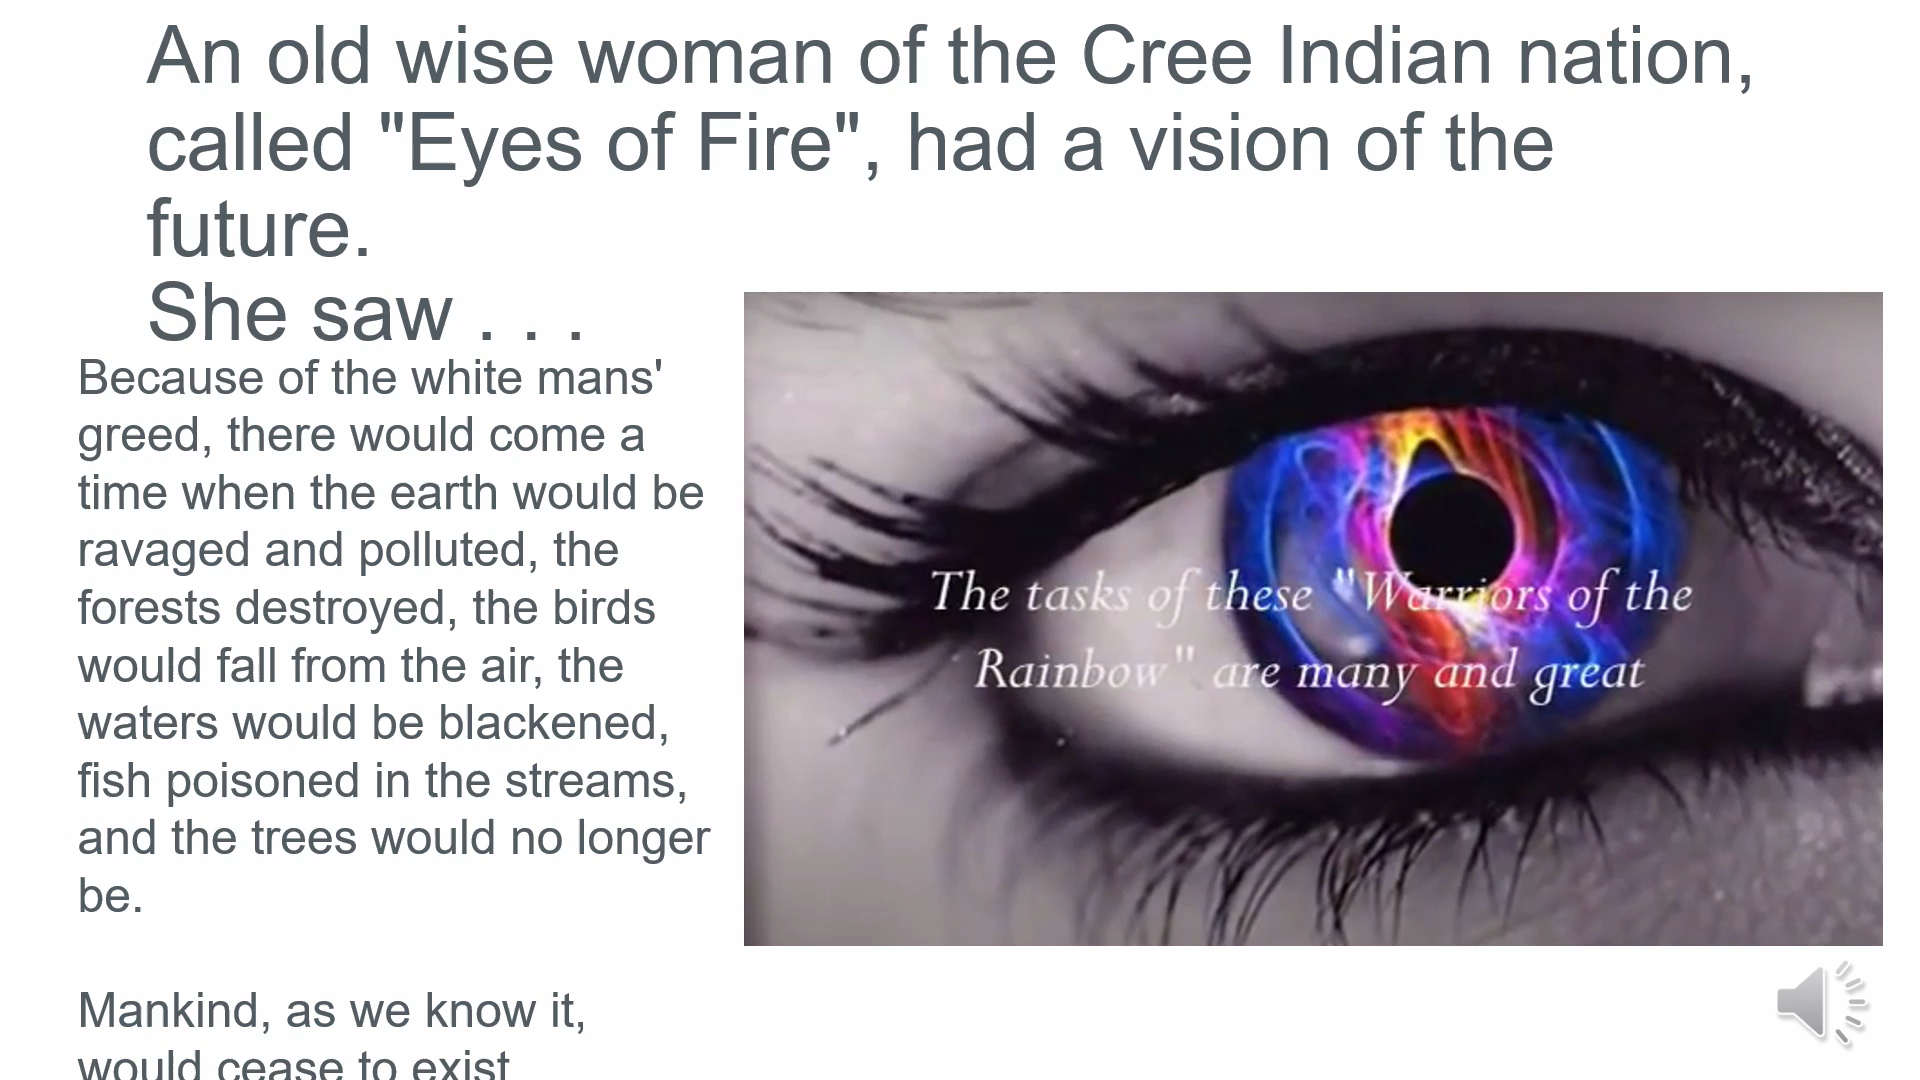 An old wise woman of the Cree Indian nation,
called "Eyes of Fire", had a vision of the
future.
She saw . . .
Because of the white mans'
greed, there would come a
time when the earth would be
ravaged and polluted, the
forests destroyed, the birds
would fall from the air, the
waters would be blackened,
fish poisoned in the streams,
and the trees would no longer
be.
Mankind, as we know it,
would cease to exist
The tasks of these "Warriors of the
Rainbow" are many and great